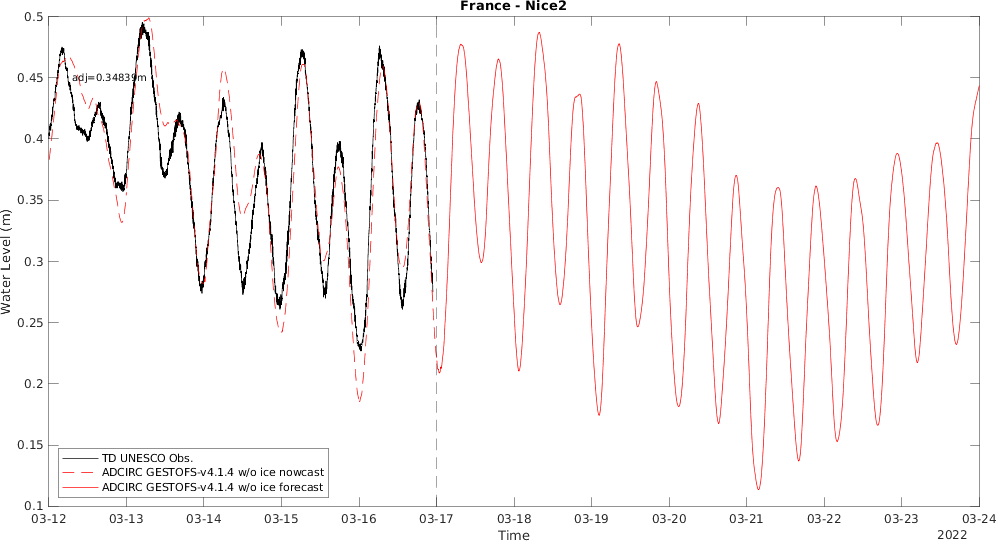 France - Nice2
0.5
0.45
0.4
0.35
0.3
0.25
0.2
0.15
0.1
Water Level (m)
adj=0.34839m
TD UNESCO Obs.
ADCIRC GESTOFS-v4.1.4 w/o ice nowcast
ADCIRC GESTOFS-v4.1.4 w/o ice forecast
03-12 03-13 03-14 03-15 03-16 03-17 03-18 03-19 03-20 03-21 03-22 03-23 03-24
Time
2022